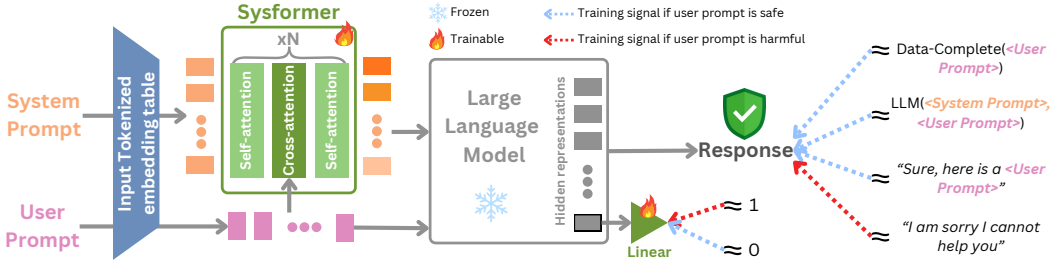 Sysformer
xN
Self-attention
Cross-attention
Self-attention
Frozen
Trainable
Training signal if user prompt is safe
Training signal if user prompt is harmful
System
Prompt
User
Prompt
Input Tokenized
embedding table
Large
Language
Model
Hidden representations
Linear
≈ 1
≈ 0
Response
≈ Data-Complete(<User
Prompt>)
≈ LLM(<System Prompt>,
<User Prompt>)
≈ “Sure, here is a <User
Prompt>”
≈ “I am sorry I cannot
help you”